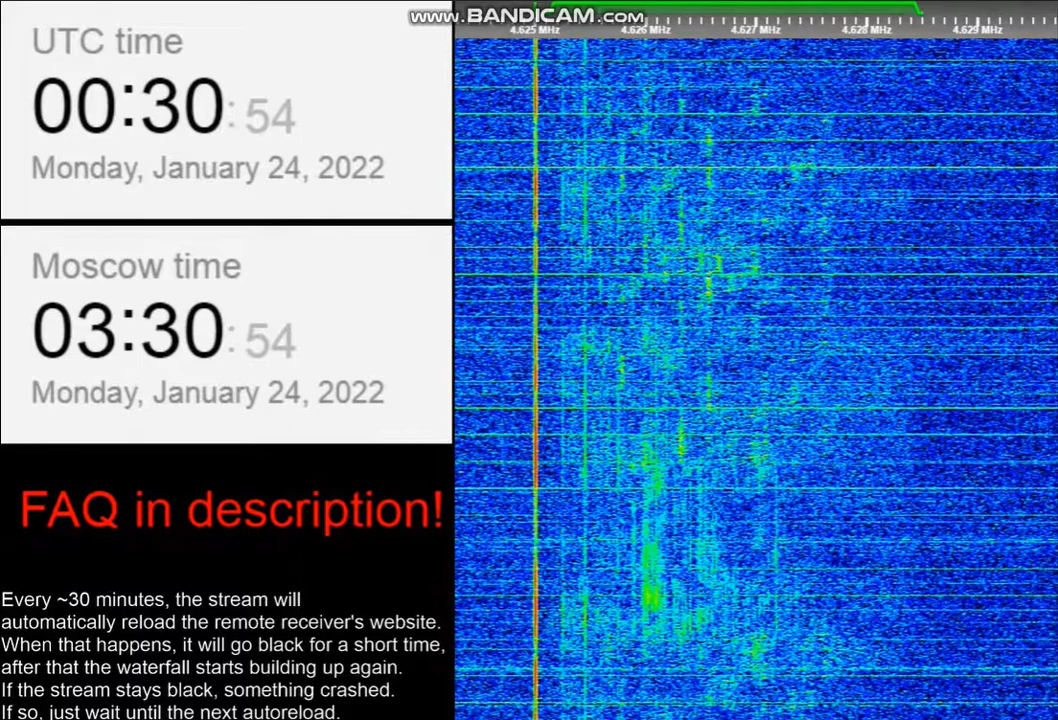 www.BANDICAM.com
UTC time
00:30:54
Monday, January 24, 2022
Moscow time
03:30:54
Monday, January 24, 2022
FAQ in description!
Every ~30 minutes, the stream will
automatically reload the remote receiver's website.
When that happens, it will go black for a short time,
after that the waterfall starts building up again.
If the stream stays black, something crashed.
If so, just wait until the next autoreload.
4.625 MHz 4.626 MHz 4.627 MHz 4.628 MHz 4.629 MHz